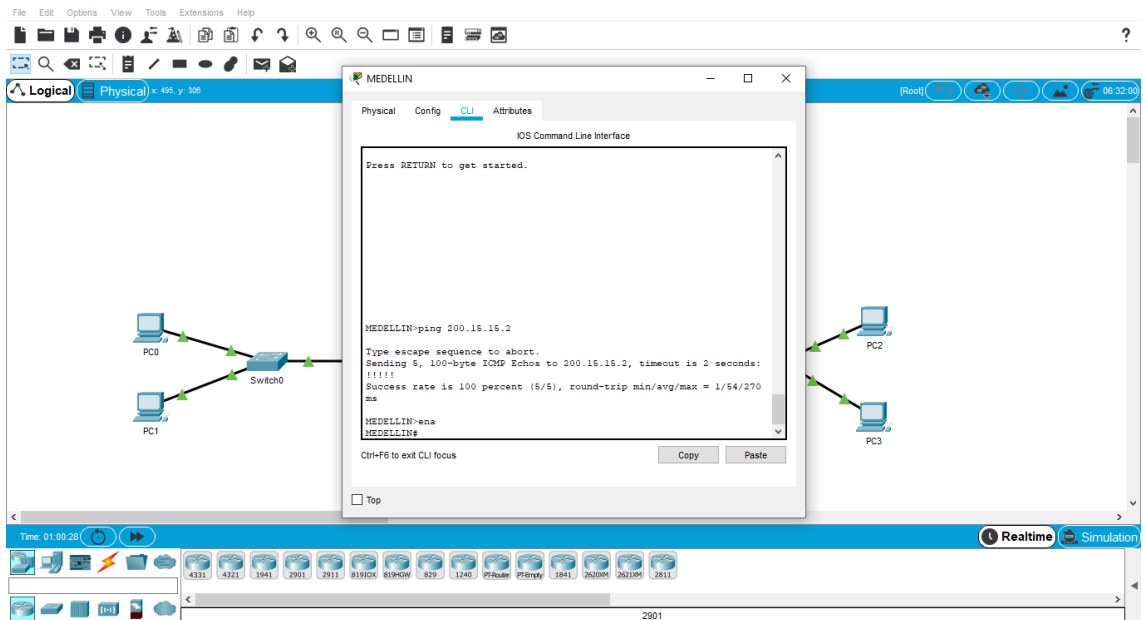 File Edit Options View Tools Extensions Help
?
Logical Physical x: 495, y: 306
[Root] 06:32:00
MEDELLIN
Physical Config CLI Attributes
IOS Command Line Interface
Press RETURN to get started.
MEDELLIN>ping 200.15.15.2
Type escape sequence to abort.
Sending 5, 100-byte ICMP Echos to 200.15.15.2, timeout is 2 seconds:
!!!!!
Success rate is 100 percent (5/5), round-trip min/avg/max = 1/54/270
ms
MEDELLIN>ena
MEDELLIN#
Ctrl+F6 to exit CLI focus
Copy Paste
Top
PC0
Switch0
PC1
PC2
PC3
Time: 01:00:28
Realtime Simulation
4331 4321 1941 2901 2911 819IOX 819HGW 829 1240 PT-Router PT-Empty 1841 2620XM 2621XM 2811
2901